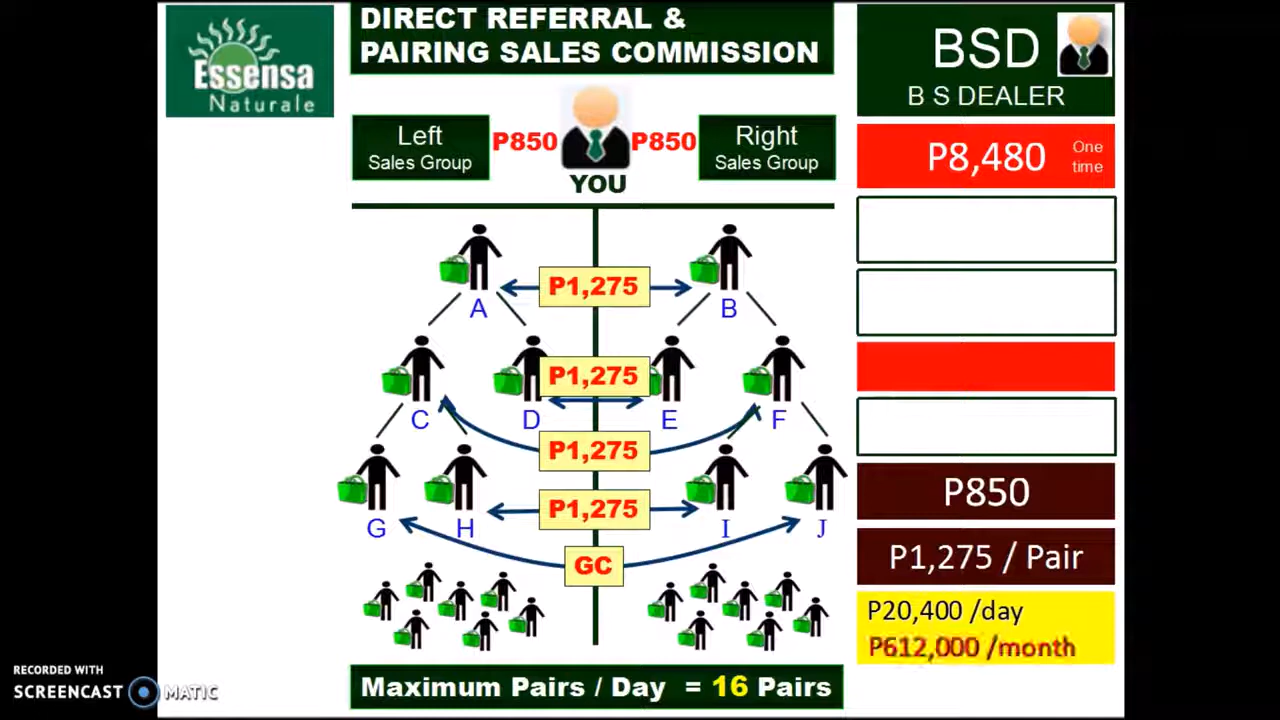 Essensa
Naturale
DIRECT REFERRAL &
PAIRING SALES COMMISSION
BSD
B S DEALER
Left
Sales Group
P850
P850
Right
Sales Group
YOU
P8,480
One
time
P1,275
A
B
P1,275
C
D
E
F
P1,275
P1,275
G
H
I
J
GC
P850
P1,275 / Pair
P20,400 /day
P612,000 /month
Maximum Pairs / Day = 16 Pairs
RECORDED WITH
SCREENCAST MATIC